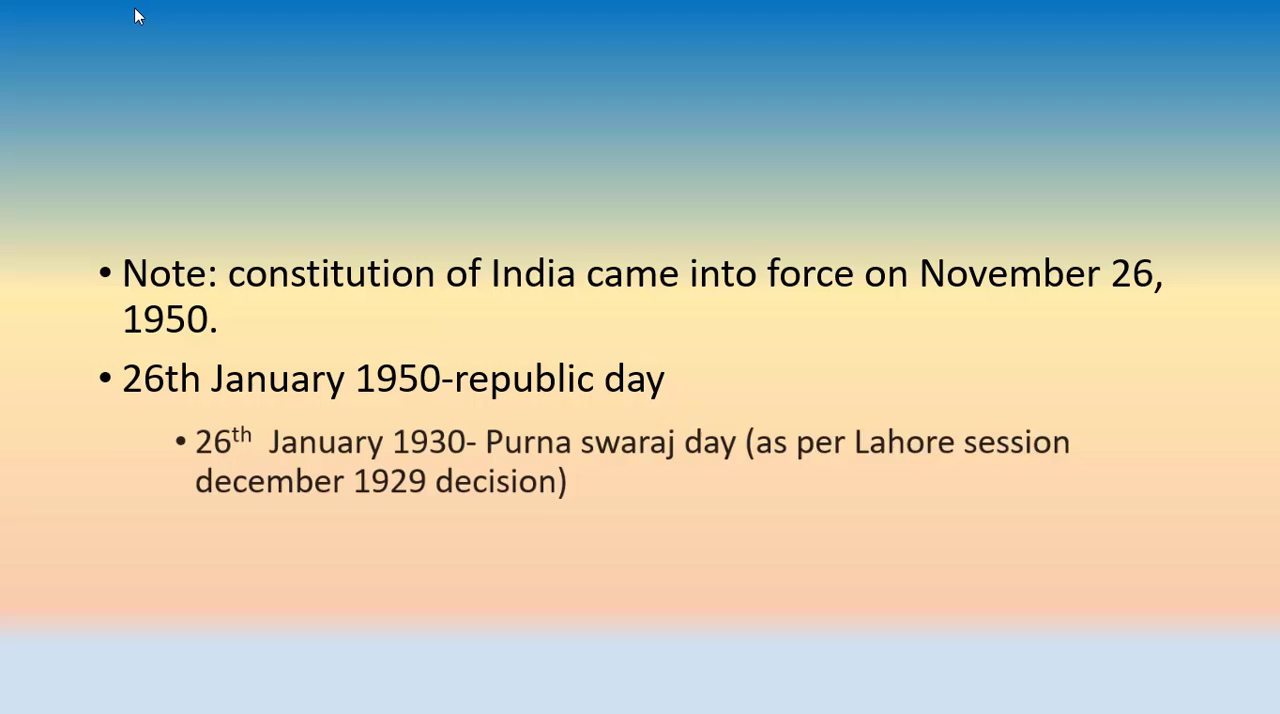 • Note: constitution of India came into force on November 26,
1950.
• 26th January 1950-republic day
• 26th January 1930- Purna swaraj day (as per Lahore session
december 1929 decision)